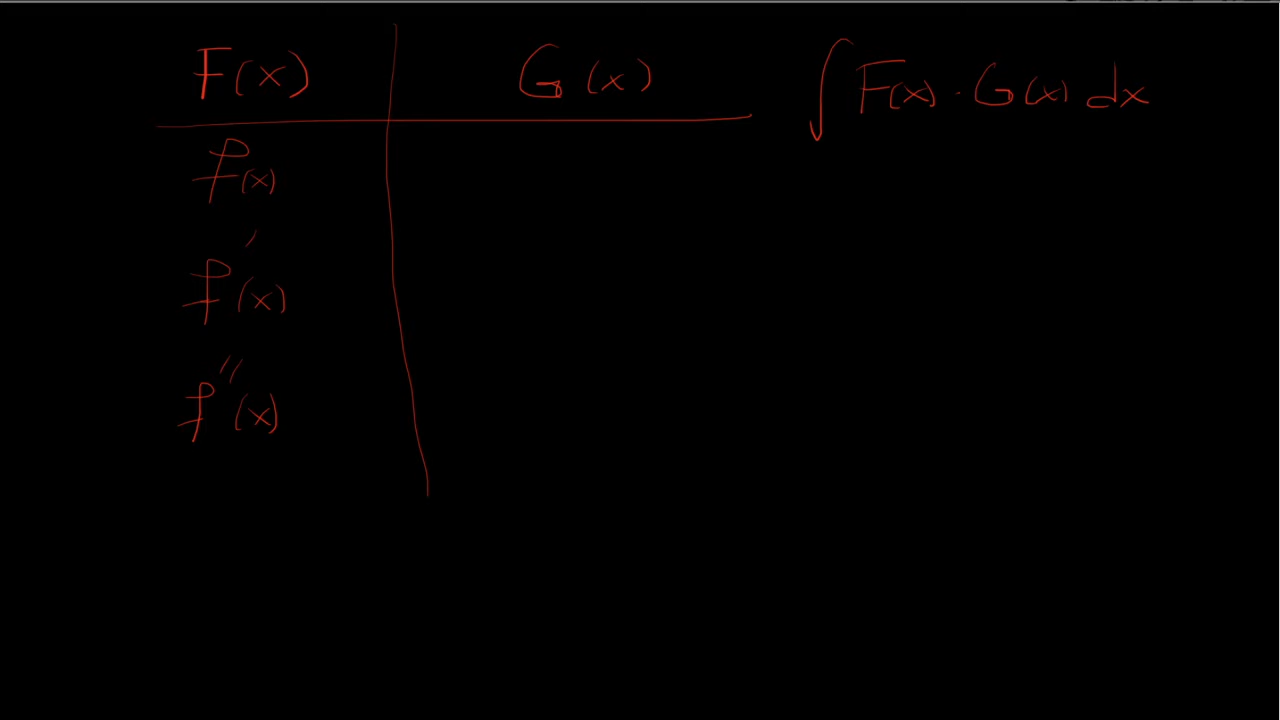 F(x) G(x) ∫ F(x) · G(x) dx
f(x)
f'(x)
f''(x)